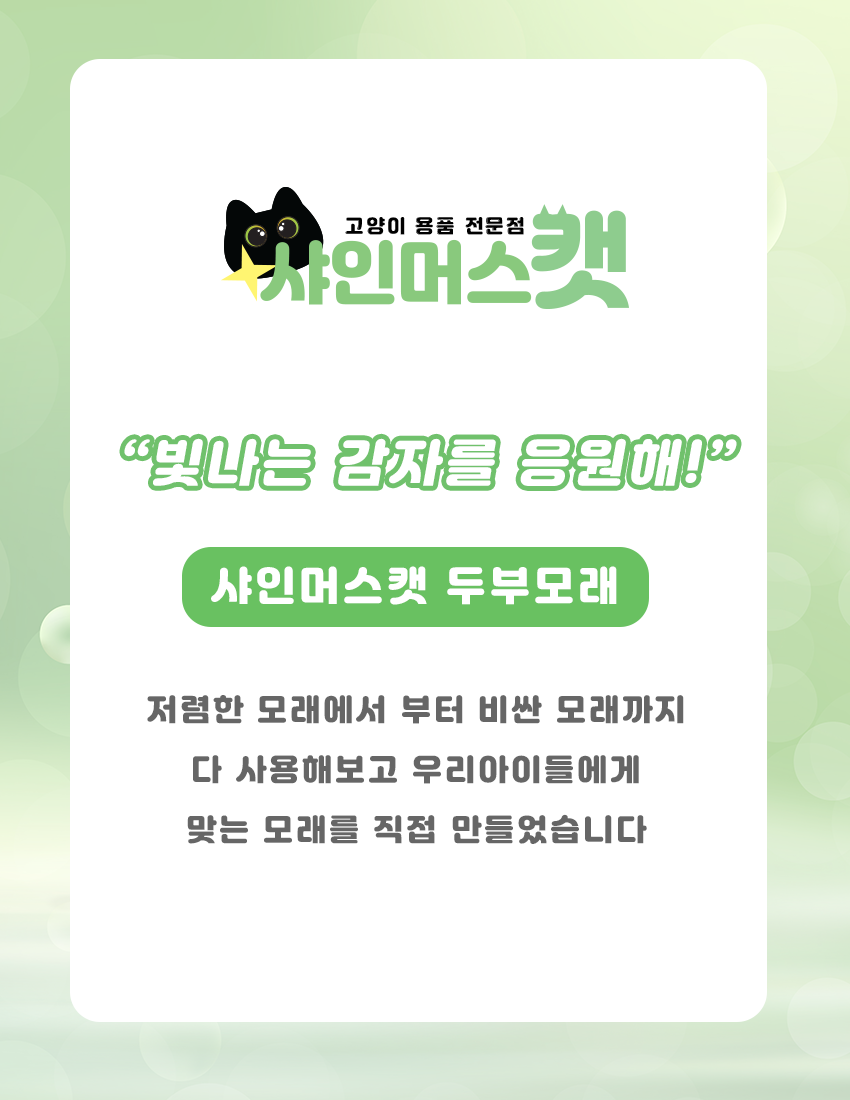 고양이 용품 전문점
샤인머스캣
“빛나는 감자를 응원해!”
샤인머스캣 두부모래
저렴한 모래에서 부터 비싼 모래까지
다 사용해보고 우리아이들에게
맞는 모래를 직접 만들었습니다